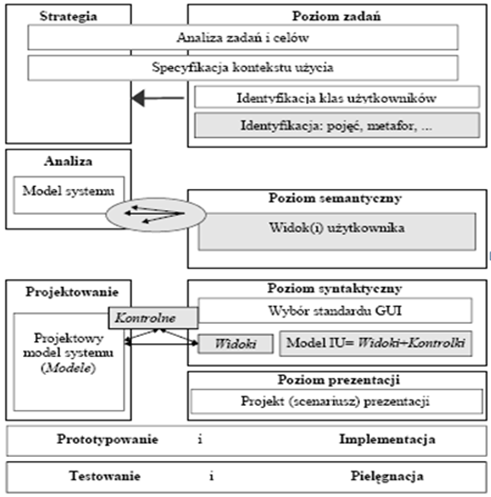 Strategia
Poziom zadań
Analiza zadań i celów
Specyfikacja kontekstu użycia
Identyfikacja klas użytkowników
Identyfikacja: pojęć, metafor, ...
Analiza
Model systemu
Poziom semantyczny
Widok(i) użytkownika
Projektowanie
Poziom syntaktyczny
Wybór standardu GUI
Kontrolne
Projektowy
model systemu
(Modele)
Widoki
Model IU= Widoki+Kontrolki
Poziom prezentacji
Projekt (scenariusz) prezentacji
Prototypowanie i Implementacja
Testowanie i Pielęgnacja